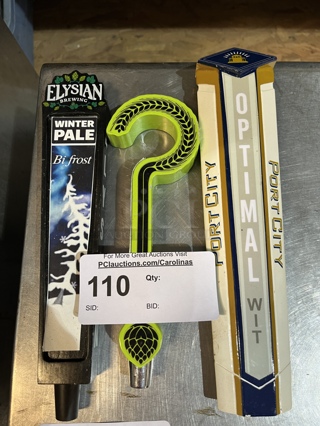 ELYSIAN
BREWING
WINTER
PALE
Bifrost
PORT CITY
OPTIMAL
WIT
PORT CITY
For More Great Auctions Visit
PCIauctions.com/Carolinas
110 Qty:
SID: BID: